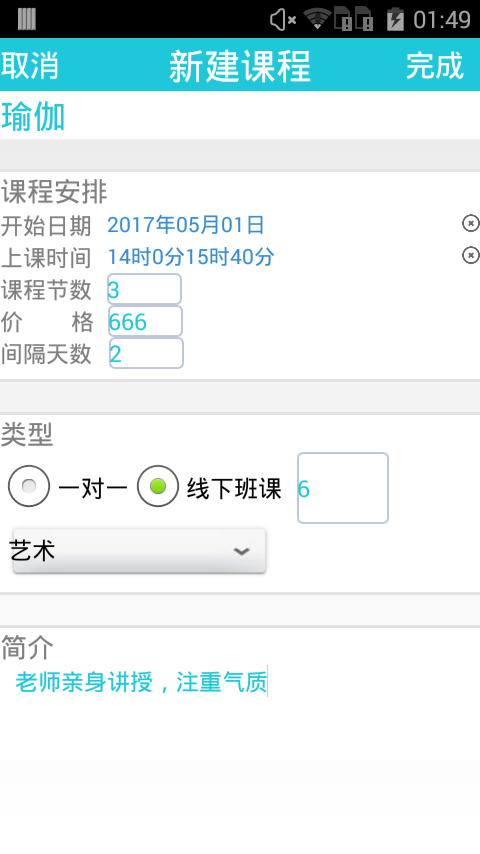 01:49
取消 新建课程 完成
瑜伽
课程安排
开始日期 2017年05月01日
上课时间 14时0分15时40分
课程节数 3
价 格 666
间隔天数 2
类型
一对一 线下班课 6
艺术
简介
老师亲身讲授，注重气质